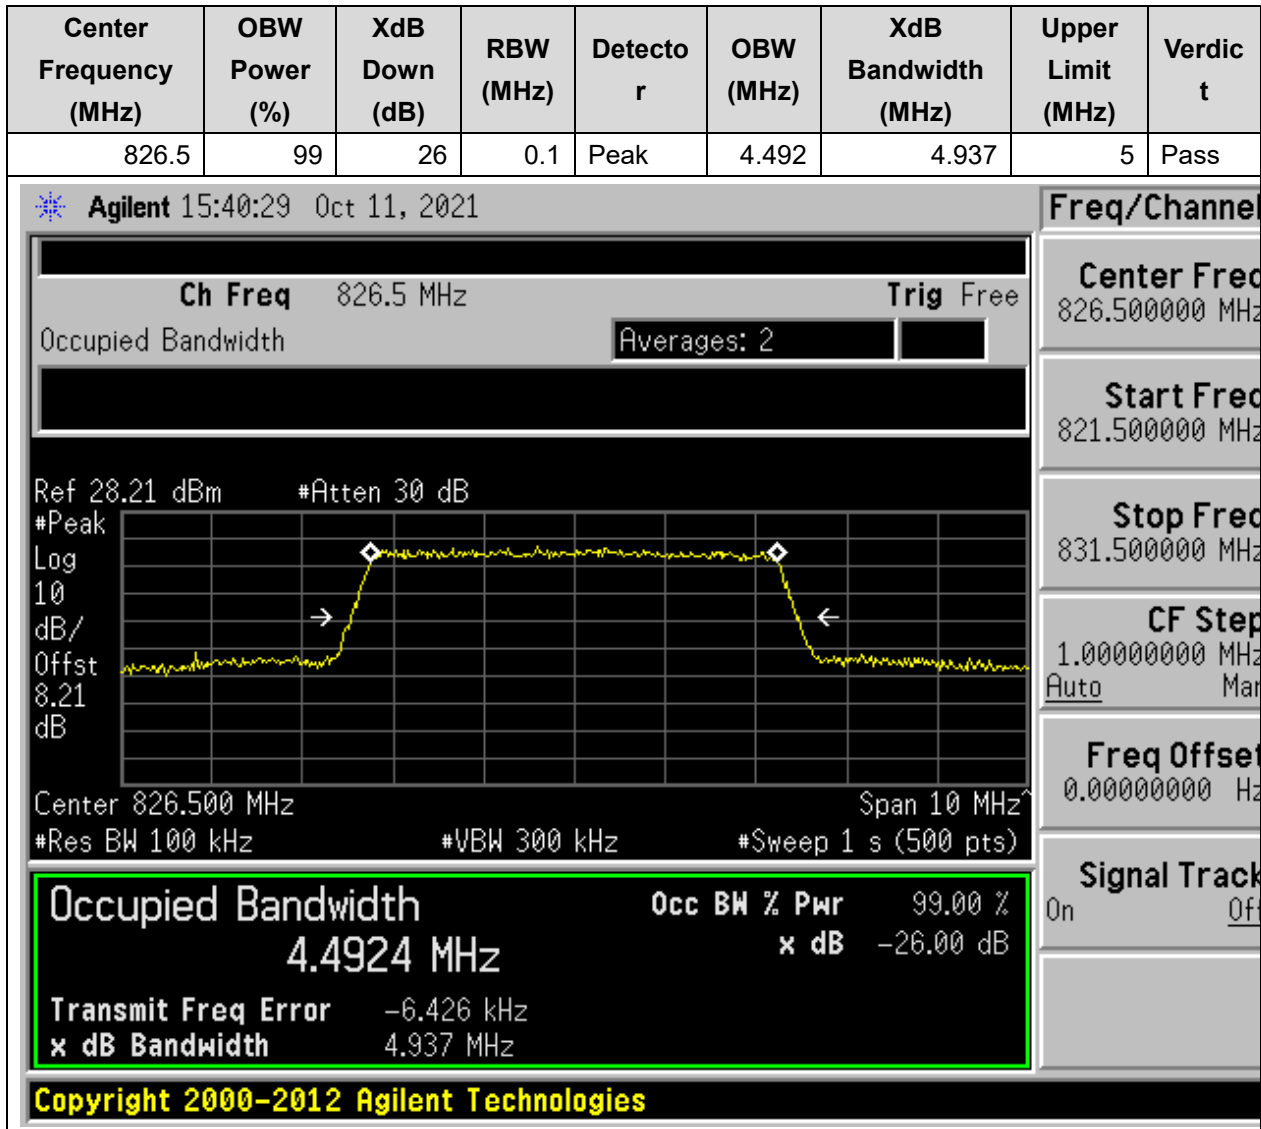 Center Frequency (MHz) OBW Power (%) XdB Down (dB) RBW (MHz) Detector OBW (MHz) XdB Bandwidth (MHz) Upper Limit (MHz) Verdict
826.5 99 26 0.1 Peak 4.492 4.937 5 Pass
Agilent 15:40:29 Oct 11, 2021
Freq/Channel
Ch Freq 826.5 MHz Trig Free
Occupied Bandwidth Averages: 2
Center Freq
826.500000 MHz
Start Freq
821.500000 MHz
Stop Freq
831.500000 MHz
CF Step
1.00000000 MHz
Auto Man
Freq Offset
0.00000000 Hz
Signal Track
On Off
Ref 28.21 dBm #Atten 30 dB
#Peak
Log
10
dB/
Offst
8.21
dB
Center 826.500 MHz Span 10 MHz^
#Res BW 100 kHz #VBW 300 kHz #Sweep 1 s (500 pts)
Occupied Bandwidth Occ BW % Pwr 99.00 %
4.4924 MHz x dB -26.00 dB
Transmit Freq Error -6.426 kHz
x dB Bandwidth 4.937 MHz
Copyright 2000-2012 Agilent Technologies